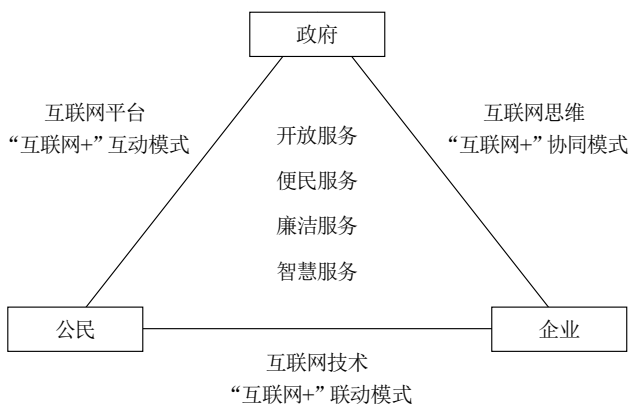 政府
互联网平台
“互联网+”互动模式
互联网思维
“互联网+”协同模式
开放服务
便民服务
廉洁服务
智慧服务
公民
企业
互联网技术
“互联网+”联动模式